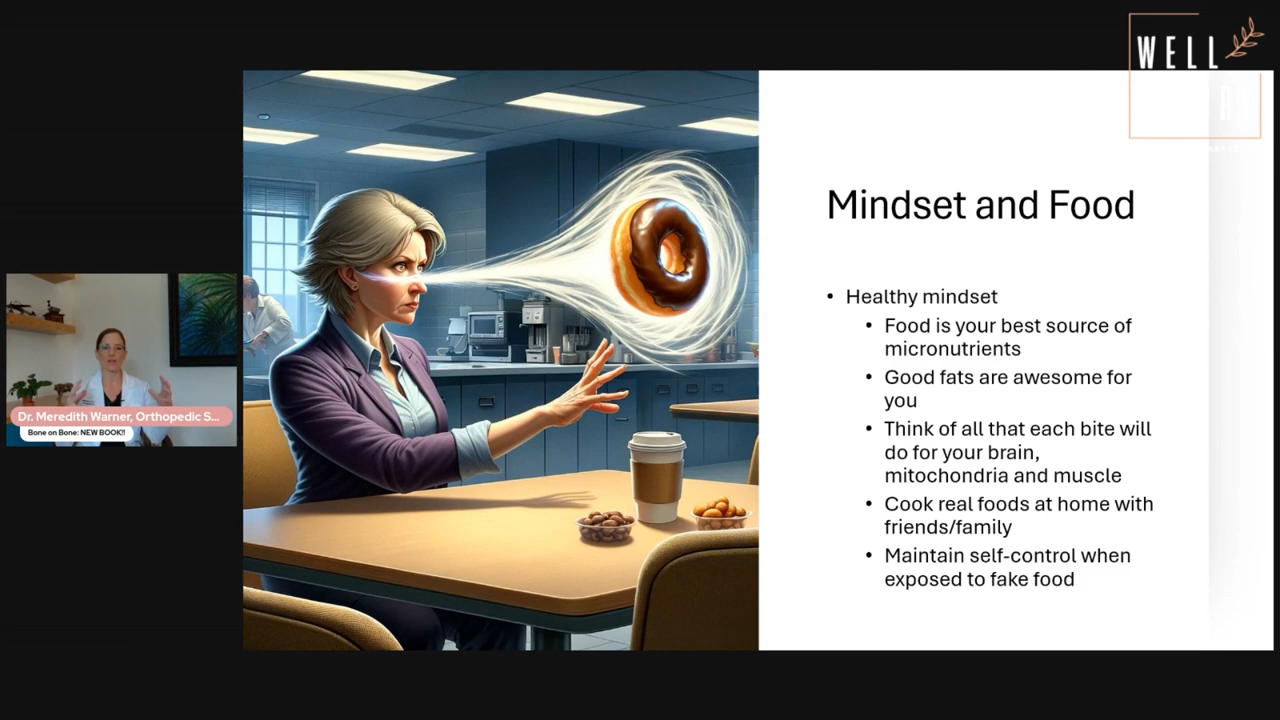 WELL
Mindset and Food
• Healthy mindset
• Food is your best source of
micronutrients
• Good fats are awesome for
you
• Think of all that each bite will
do for your brain,
mitochondria and muscle
• Cook real foods at home with
friends/family
• Maintain self-control when
exposed to fake food
Dr. Meredith Warner, Orthopedic S...
Bone on Bone: NEW BOOK!!